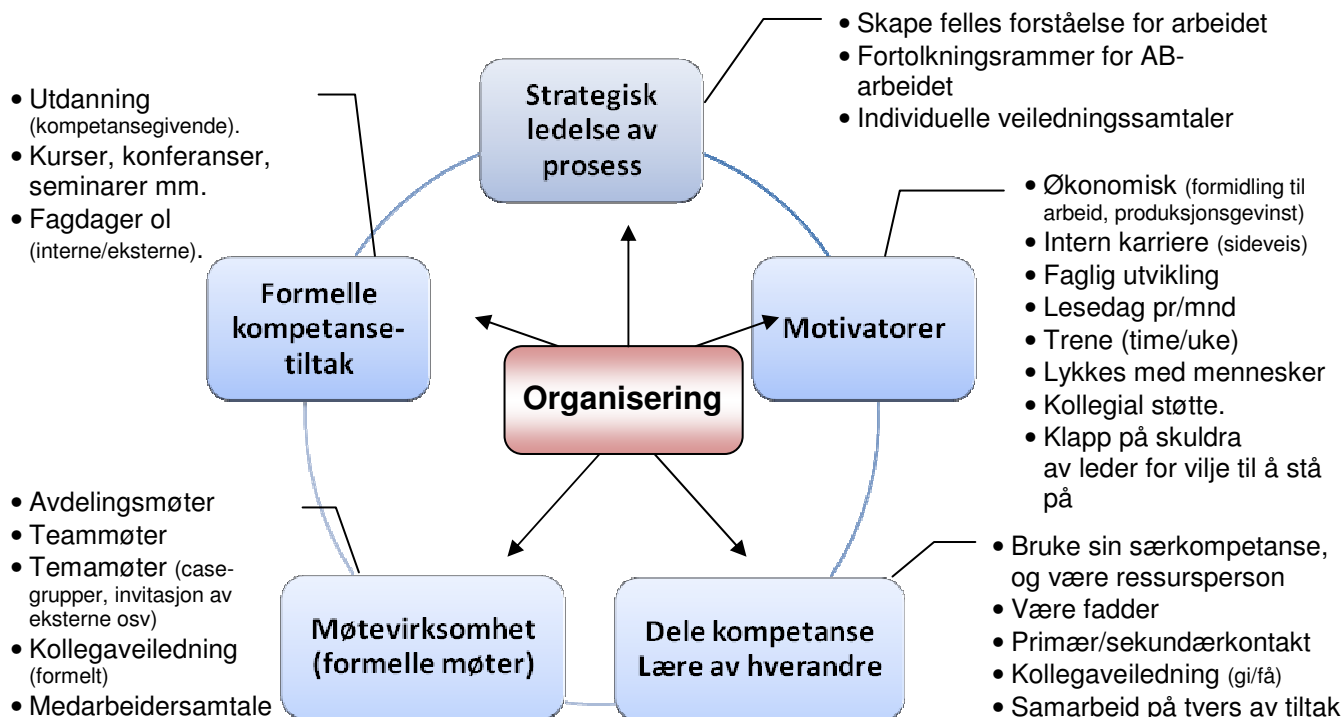 • Skape felles forståelse for arbeidet
• Fortolkningsrammer for AB-
arbeidet
• Individuelle veiledningssamtaler
Strategisk
ledelse av
prosess
• Utdanning
(kompetansegivende).
• Kurser, konferanser,
seminarer mm.
• Fagdager ol
(interne/eksterne).
• Økonomisk (formidling til
arbeid, produksjonsgevinst)
• Intern karriere (sideveis)
• Faglig utvikling
• Lesedag pr/mnd
• Trene (time/uke)
• Lykkes med mennesker
• Kollegial støtte.
• Klapp på skuldra
av leder for vilje til å stå
på
Formelle
kompetanse-
tiltak
Motivatorer
Organisering
• Avdelingsmøter
• Teammøter
• Temamøter (case-
grupper, invitasjon av
eksterne osv)
• Kollegaveiledning
(formelt)
• Medarbeidersamtale
Møtevirksomhet
(formelle møter)
Dele kompetanse
Lære av hverandre
• Bruke sin særkompetanse,
og være ressursperson
• Være fadder
• Primær/sekundærkontakt
• Kollegaveiledning (gi/få)
• Samarbeid på tvers av tiltak